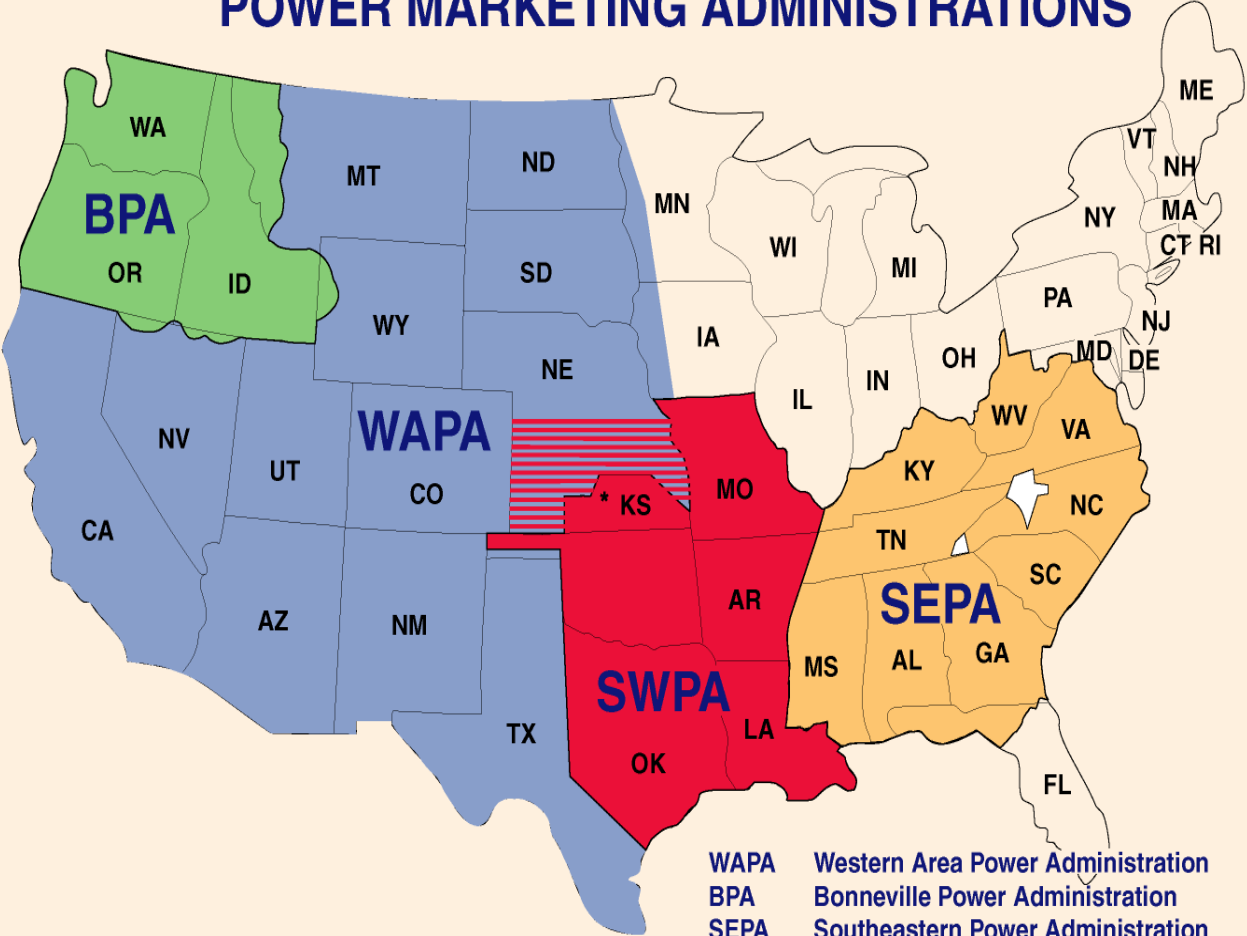 POWER MARKETING ADMINISTRATIONS
ME
WA
VT
NH
MT
ND
MN
NY
MA
BPA
CT RI
WI
OR
ID
SD
MI
PA
WY
NJ
IA
OH
MD
DE
NE
IN
IL
WAPA
WV
VA
NV
UT
KY
CO
MO
* KS
NC
CA
TN
SC
AZ
NM
AR
SEPA
MS
AL
GA
SWPA
TX
LA
OK
FL
WAPA Western Area Power Administration
BPA Bonneville Power Administration
SEPA Southeastern Power Administration